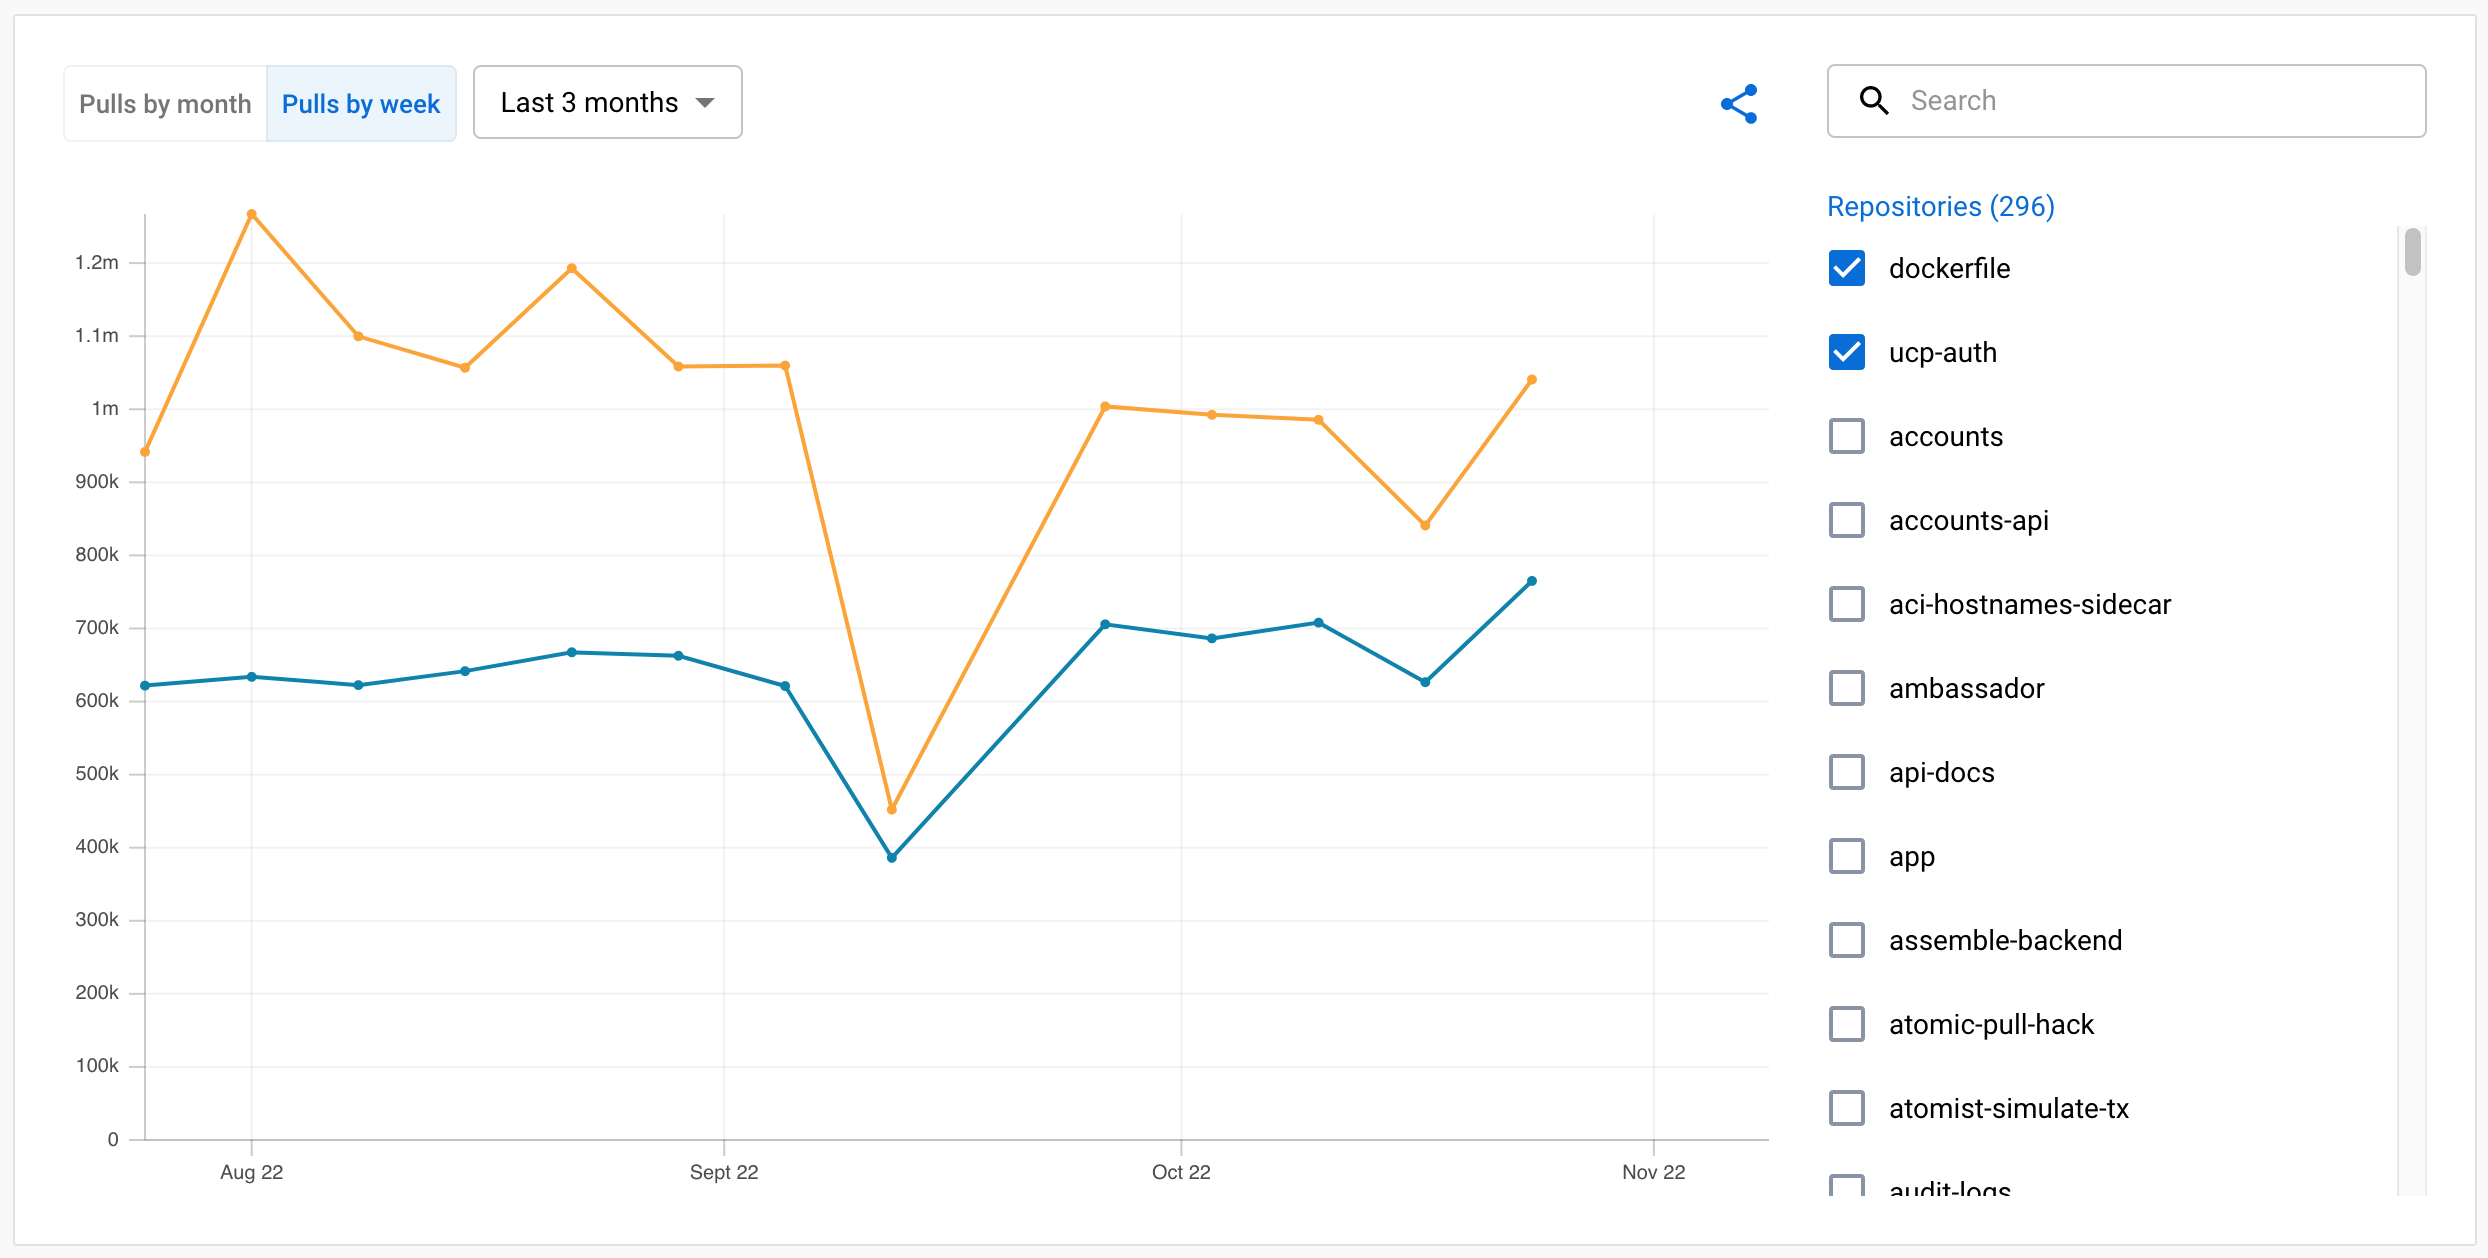 Pulls by month
Pulls by week
Last 3 months
Search
1.2m
1.1m
1m
900k
800k
700k
600k
500k
400k
300k
200k
100k
0
Aug 22
Sept 22
Oct 22
Nov 22
Repositories (296)
dockerfile
ucp-auth
accounts
accounts-api
aci-hostnames-sidecar
ambassador
api-docs
app
assemble-backend
atomic-pull-hack
atomist-simulate-tx
audit-logs